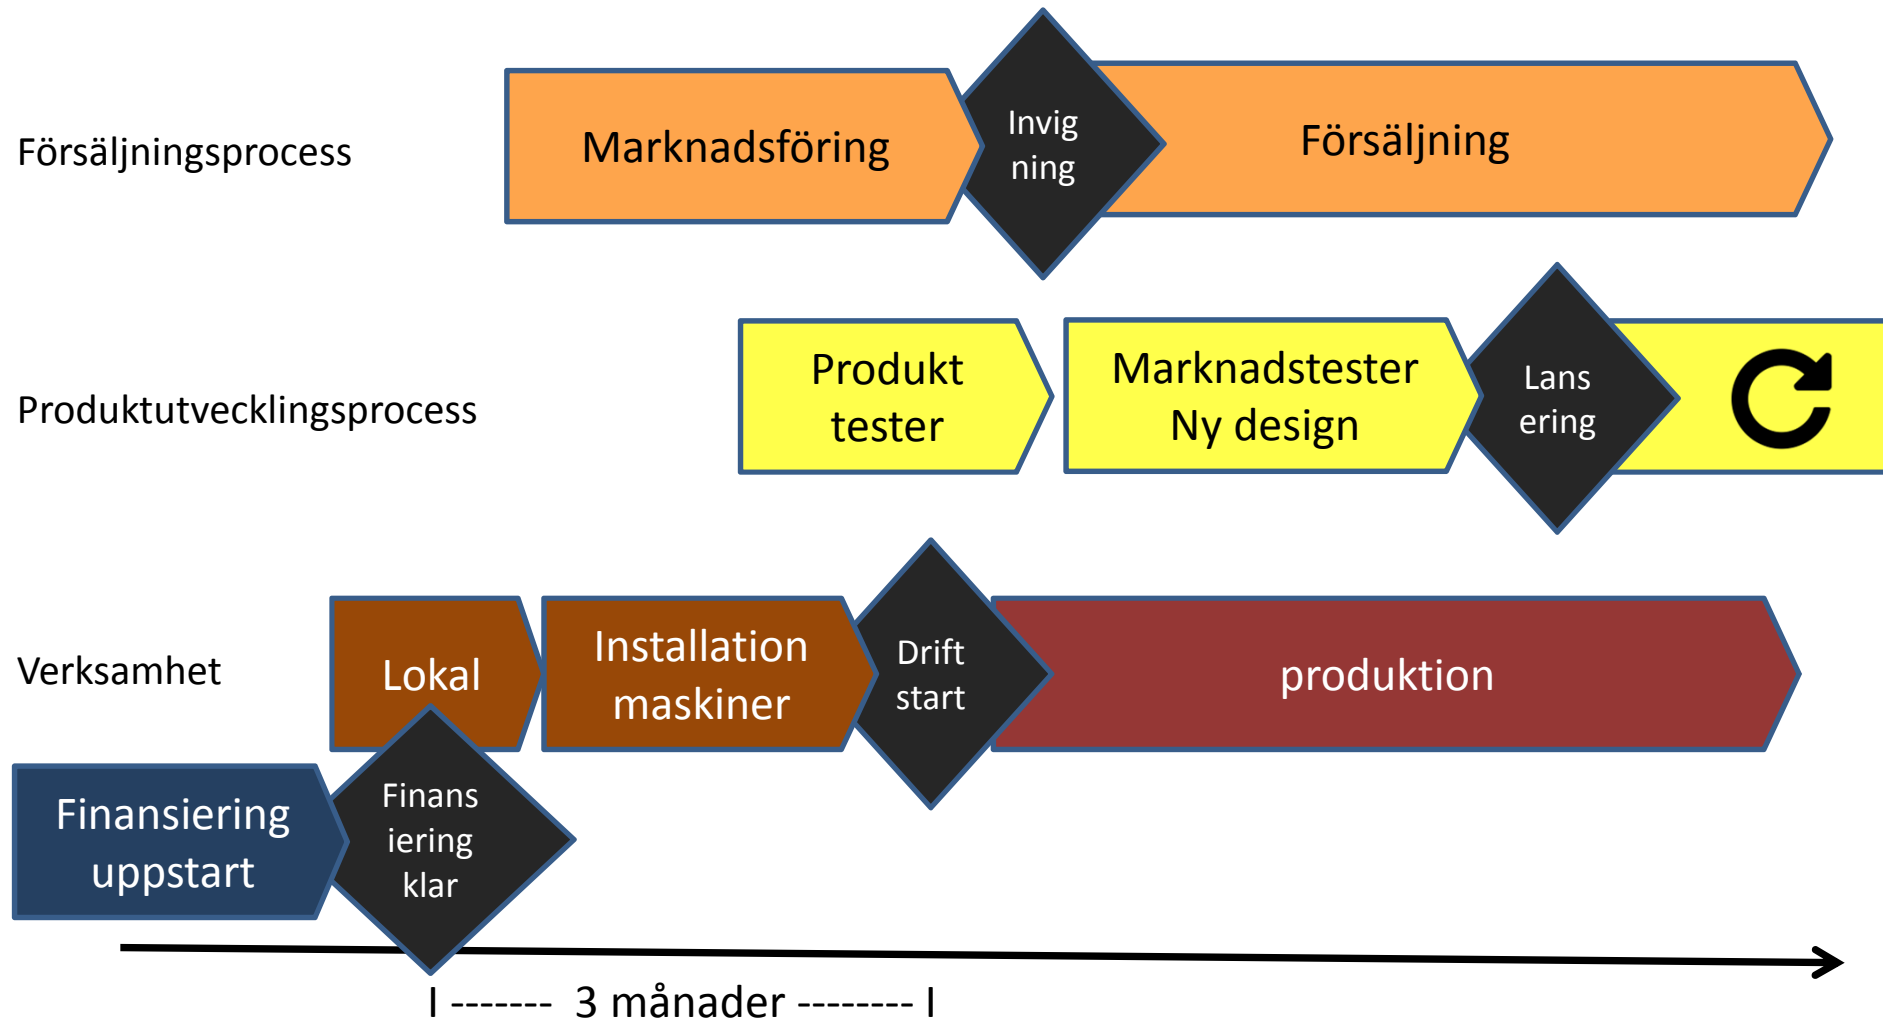 Försäljningsprocess
Marknadsföring
Invig
ning
Försäljning
Produktutvecklingsprocess
Produkt
tester
Marknadstester
Ny design
Lans
ering
Verksamhet
Lokal
Installation
maskiner
Drift
start
produktion
Finansiering
uppstart
Finans
iering
klar
I ------- 3 månader -------- I